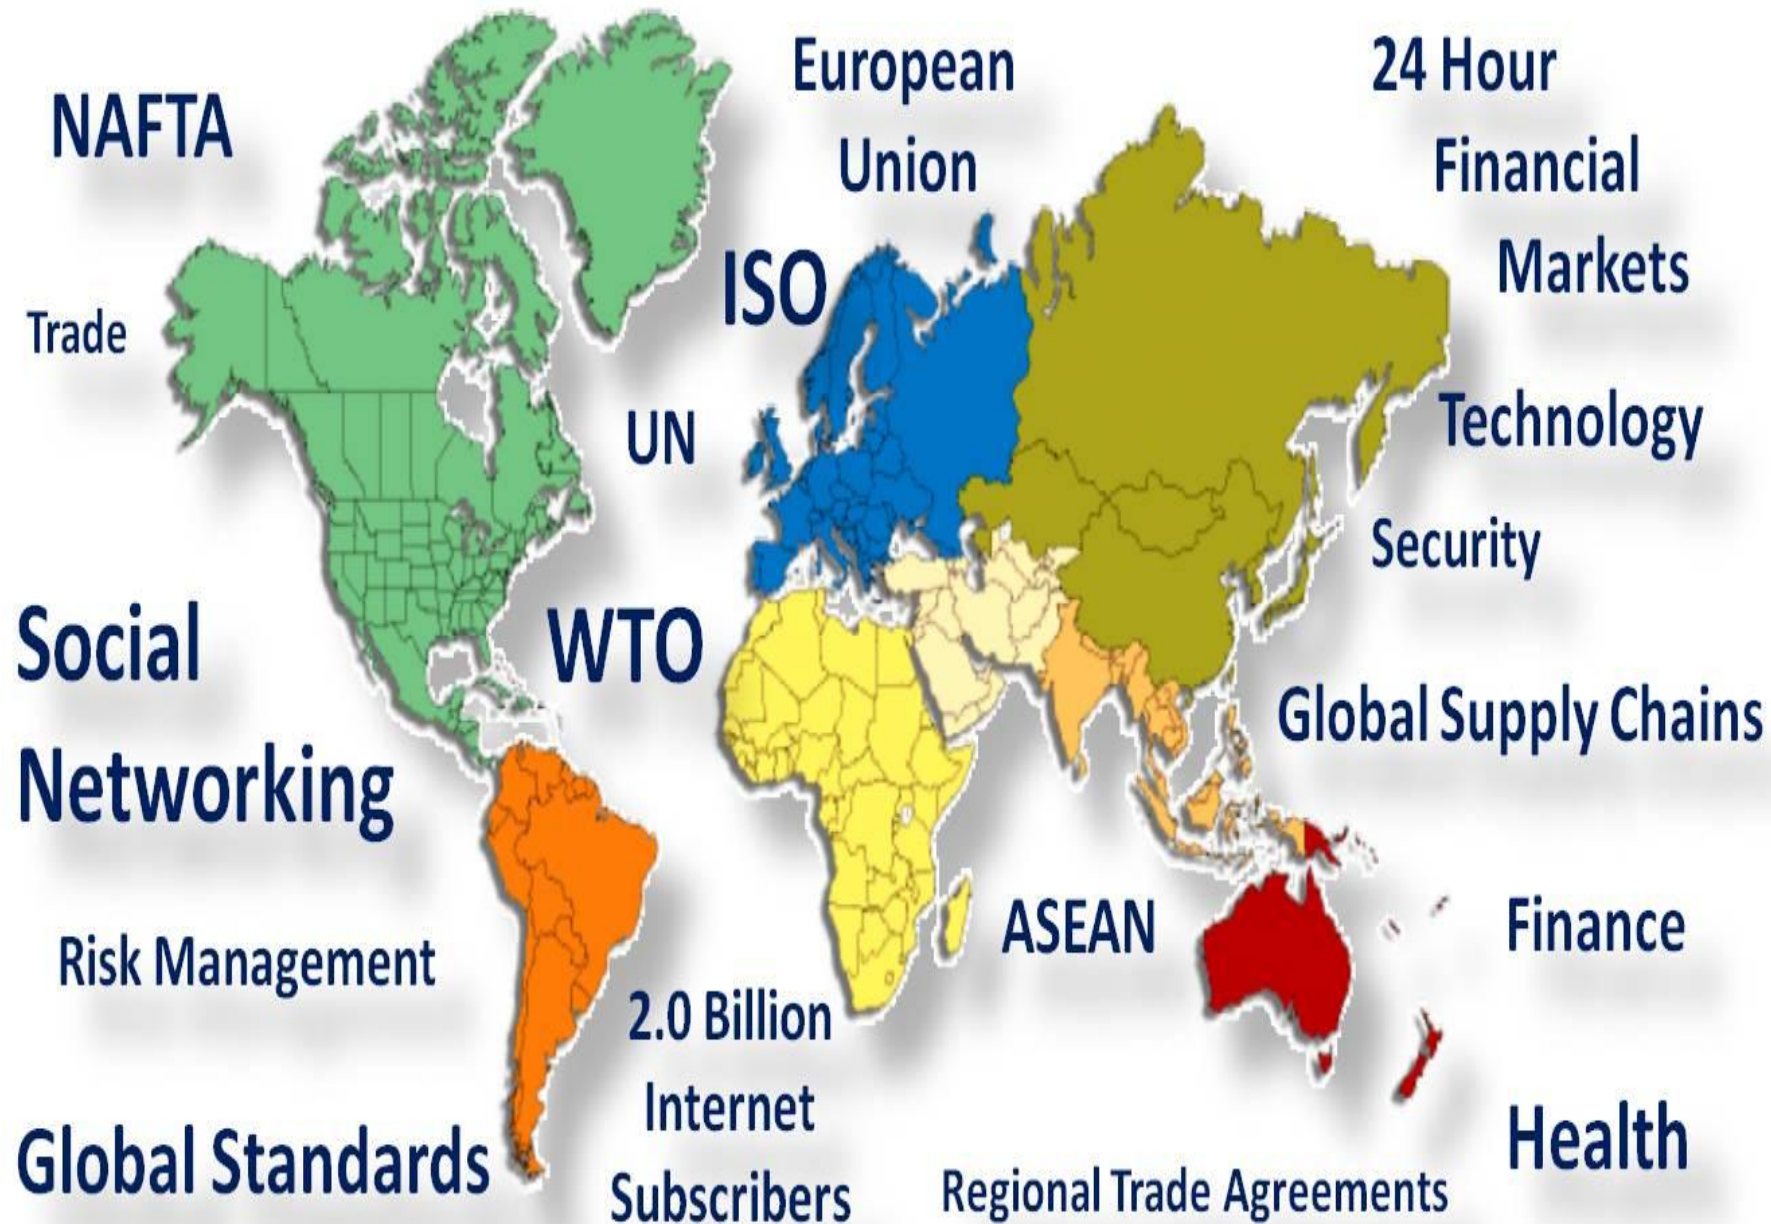 NAFTA
European
Union
24 Hour
Financial
Markets
ISO
Trade
UN
Technology
Security
Social
Networking
WTO
Global Supply Chains
Risk Management
ASEAN
Finance
2.0 Billion
Internet
Subscribers
Global Standards
Regional Trade Agreements
Health